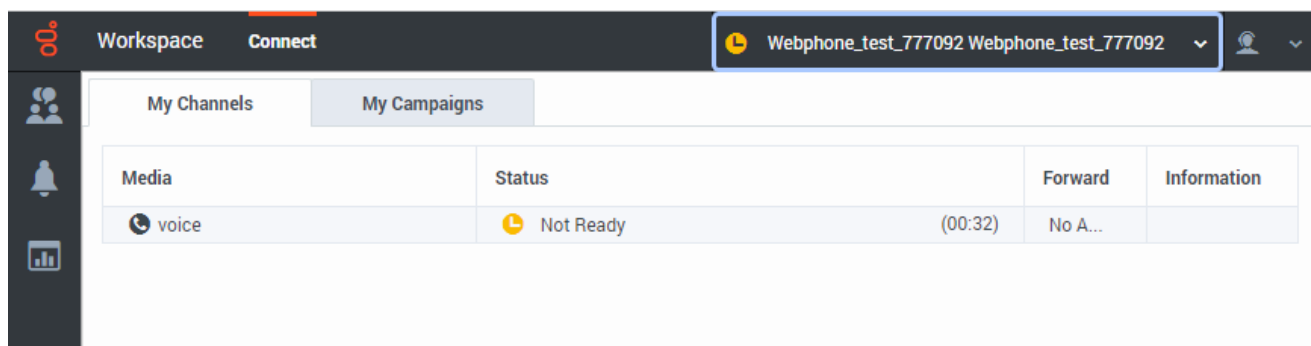 Workspace Connect Webphone_test_777092 Webphone_test_777092
My Channels My Campaigns
Media Status Forward Information
voice Not Ready (00:32) No A...